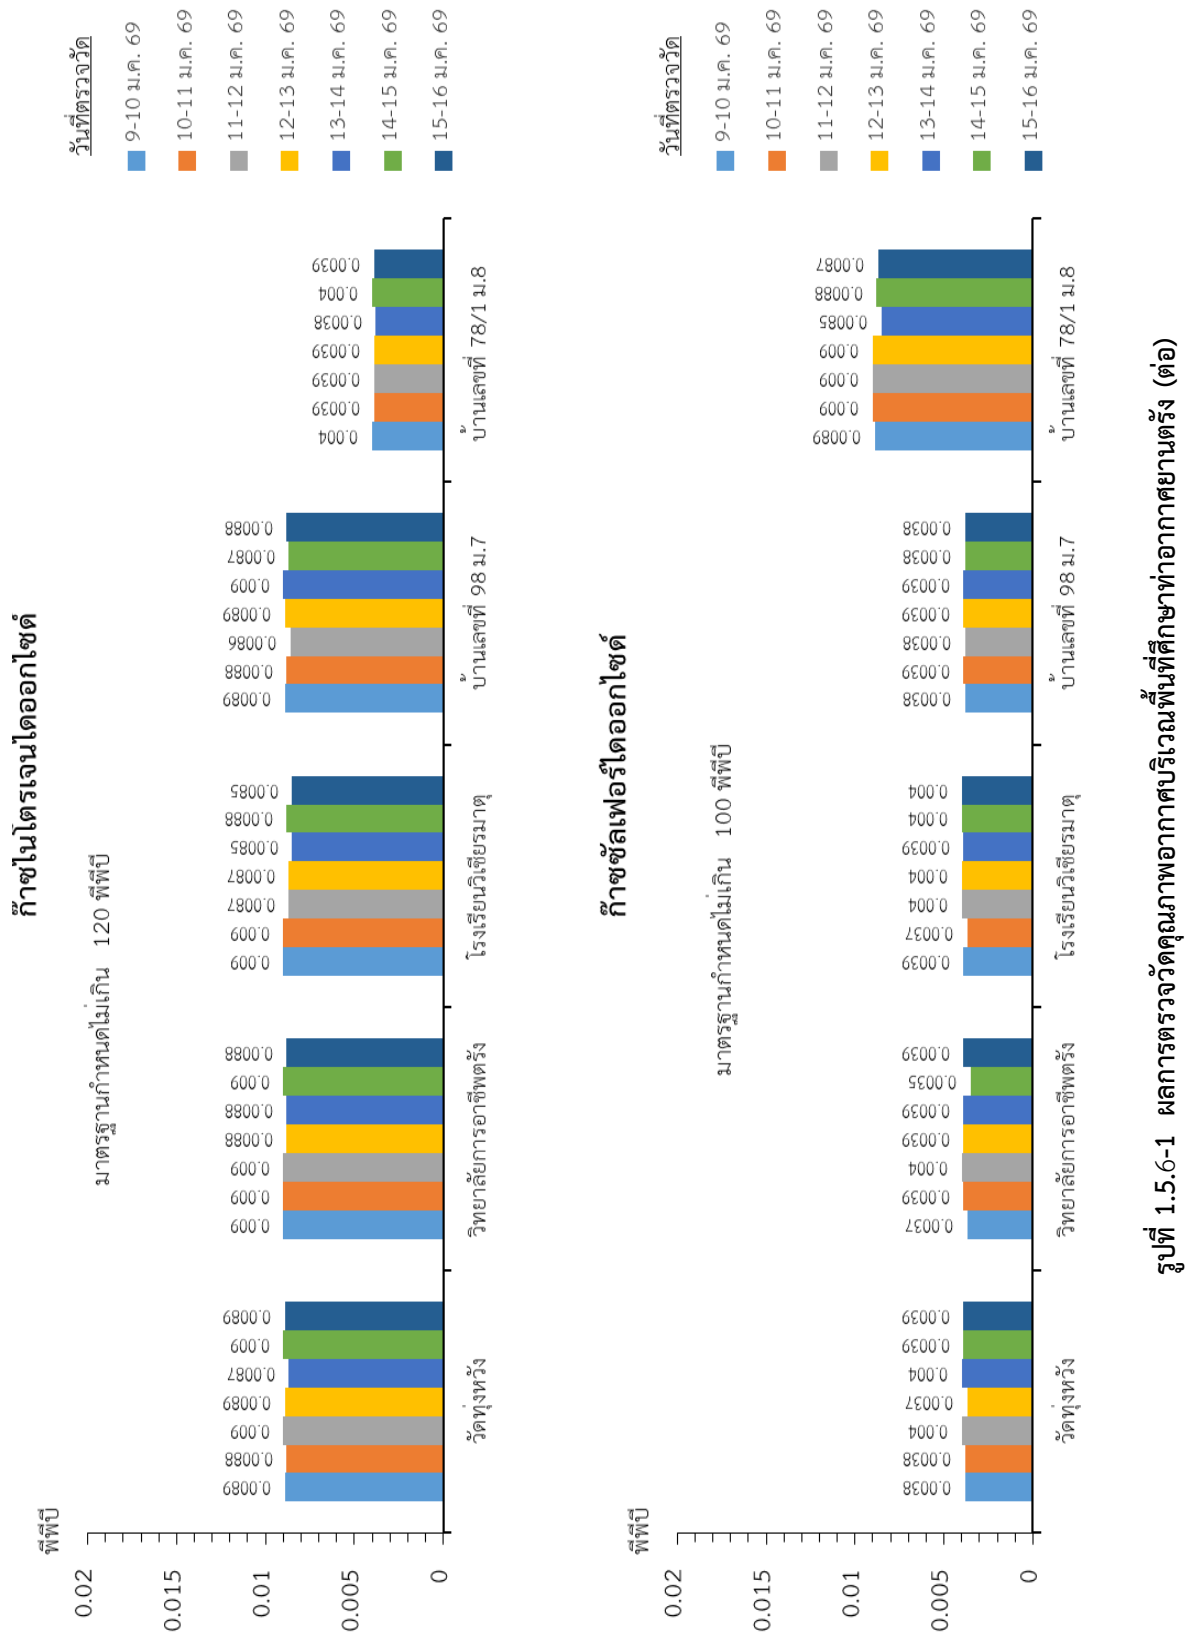 ก๊าซไนโตรเจนไดออกไซด์
พีพีบี
มาตรฐานกำหนดไม่เกิน 120 พีพีบี
วันที่ตรวจวัด
0.02
0.015
0.01
0.005
0
0.0089 0.0088 0.009 0.0089 0.0087 0.009 0.0089
0.009 0.009 0.009 0.0088 0.0088 0.009 0.0088
0.009 0.009 0.0087 0.0087 0.0085 0.0088 0.0085
0.0089 0.0088 0.0086 0.0089 0.009 0.0087 0.0088
0.004 0.0039 0.0039 0.0039 0.0038 0.004 0.0039
วัดทุ่งหวัง วิทยาลัยการอาชีพตรัง โรงเรียนวิเชียรมาตุ บ้านเลขที่ 98 ม.7 บ้านเลขที่ 78/1 ม.8
9-10 ม.ค. 69
10-11 ม.ค. 69
11-12 ม.ค. 69
12-13 ม.ค. 69
13-14 ม.ค. 69
14-15 ม.ค. 69
15-16 ม.ค. 69
ก๊าซซัลเฟอร์ไดออกไซด์
พีพีบี
มาตรฐานกำหนดไม่เกิน 100 พีพีบี
วันที่ตรวจวัด
0.02
0.015
0.01
0.005
0
0.0038 0.0038 0.004 0.0037 0.004 0.0039 0.0039
0.0037 0.0039 0.004 0.0039 0.0039 0.0035 0.0039
0.0039 0.0037 0.004 0.004 0.0039 0.004 0.004
0.0038 0.0039 0.0038 0.0039 0.0039 0.0038 0.0038
0.0089 0.009 0.009 0.009 0.0085 0.0088 0.0087
วัดทุ่งหวัง วิทยาลัยการอาชีพตรัง โรงเรียนวิเชียรมาตุ บ้านเลขที่ 98 ม.7 บ้านเลขที่ 78/1 ม.8
9-10 ม.ค. 69
10-11 ม.ค. 69
11-12 ม.ค. 69
12-13 ม.ค. 69
13-14 ม.ค. 69
14-15 ม.ค. 69
15-16 ม.ค. 69
รูปที่ 1.5.6-1 ผลการตรวจวัดคุณภาพอากาศบริเวณพื้นที่ศึกษาท่าอากาศยานตรัง (ต่อ)